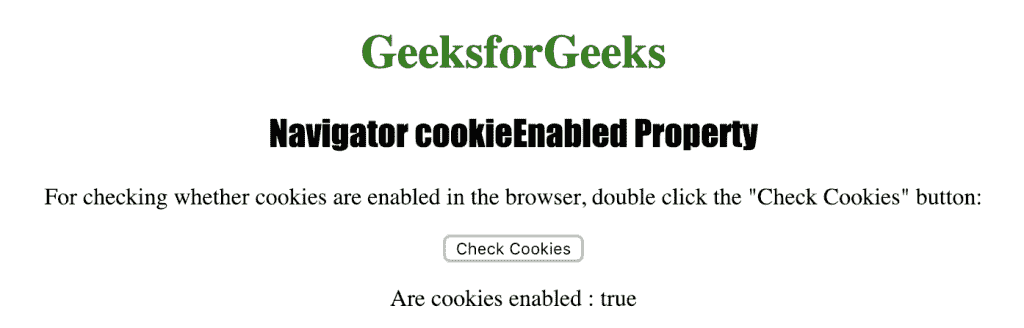 GeeksforGeeks
Navigator cookieEnabled Property
For checking whether cookies are enabled in the browser, double click the "Check Cookies" button:
Check Cookies
Are cookies enabled : true